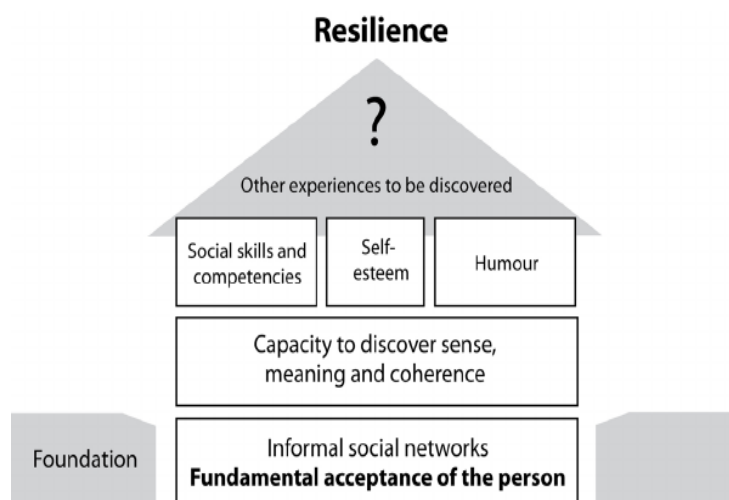 Resilience
?
Other experiences to be discovered
Social skills and
competencies
Self-
esteem
Humour
Capacity to discover sense,
meaning and coherence
Foundation
Informal social networks
Fundamental acceptance of the person